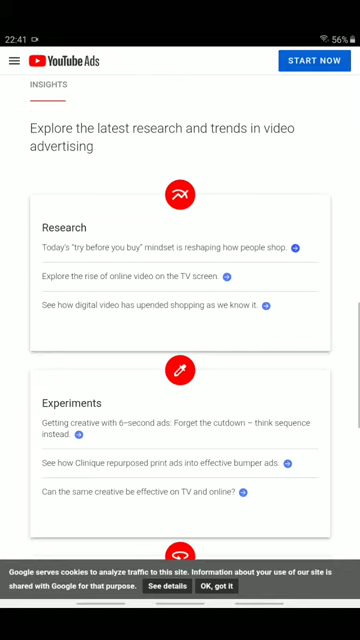 22:41
56%
YouTube Ads
START NOW
INSIGHTS
Explore the latest research and trends in video
advertising
Research
Today's “try before you buy” mindset is reshaping how people shop.
Explore the rise of online video on the TV screen.
See how digital video has upended shopping as we know it.
Experiments
Getting creative with 6-second ads: Forget the cutdown – think sequence
instead.
See how Clinique repurposed print ads into effective bumper ads.
Can the same creative be effective on TV and online?
Google serves cookies to analyze traffic to this site. Information about your use of our site is
shared with Google for that purpose.
See details
OK, got it